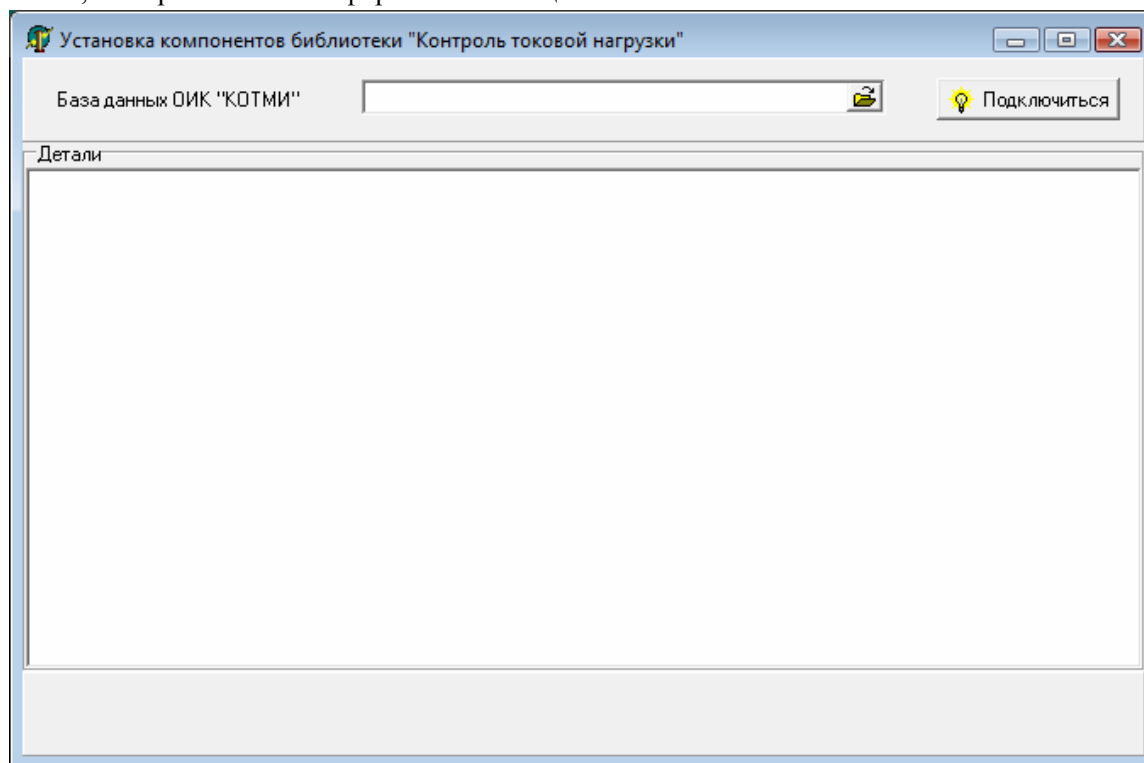 Установка компонентов библиотеки "Контроль токовой нагрузки"
База данных ОИК "КОТМИ"
Подключиться
Детали